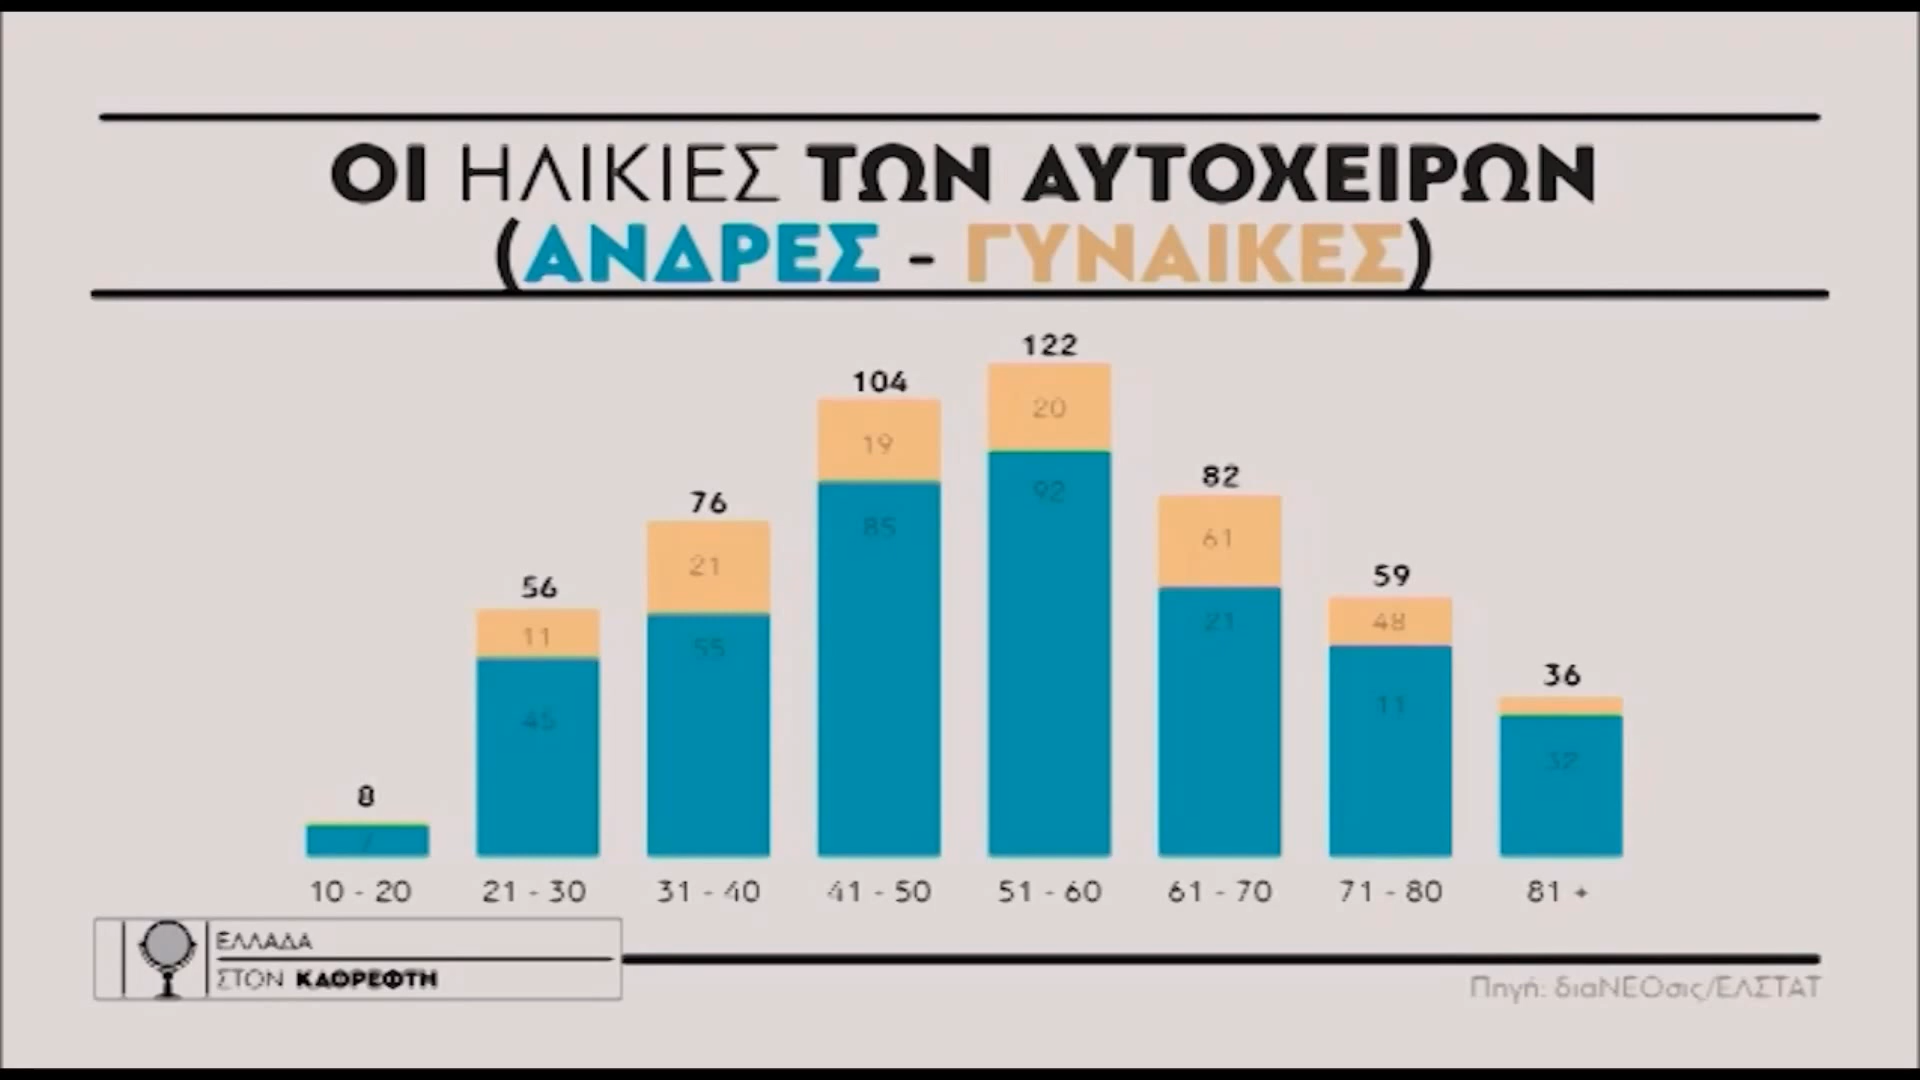 ΟΙ ΗΛΙΚΙΕΣ ΤΩΝ ΑΥΤΟΧΕΙΡΩΝ
(ΑΝΔΡΕΣ - ΓΥΝΑΙΚΕΣ)
8
7
10 - 20
56
11
45
21 - 30
76
21
55
31 - 40
104
19
85
41 - 50
122
20
92
51 - 60
82
61
21
61 - 70
59
48
11
71 - 80
36
32
81 +
ΕΛΛΑΔΑ
ΣΤΟΝ ΚΑΘΡΕΦΤΗ
Πηγή: διαΝΕΟσις/ΕΛΣΤΑΤ